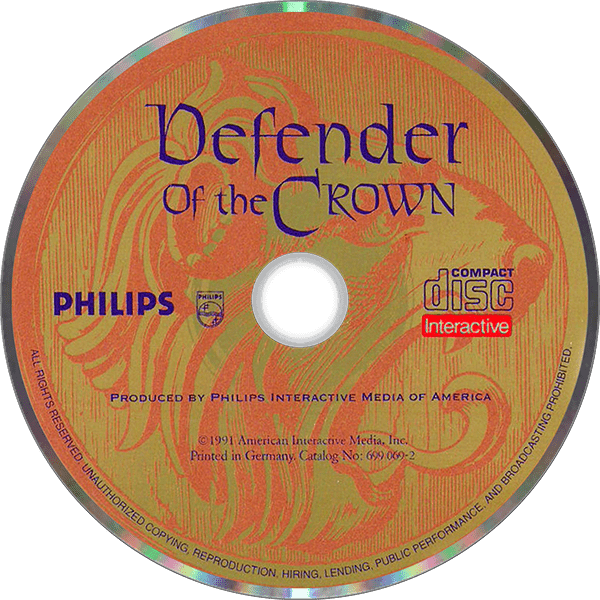 Defender
Of the Crown
PHILIPS
PHILIPS
COMPACT
disc
Interactive
PRODUCED BY PHILIPS INTERACTIVE MEDIA OF AMERICA
©1991 American Interactive Media, Inc.
Printed in Germany. Catalog No: 699 069-2
ALL RIGHTS RESERVED. UNAUTHORIZED COPYING, REPRODUCTION, HIRING, LENDING, PUBLIC PERFORMANCE, AND BROADCASTING PROHIBITED.